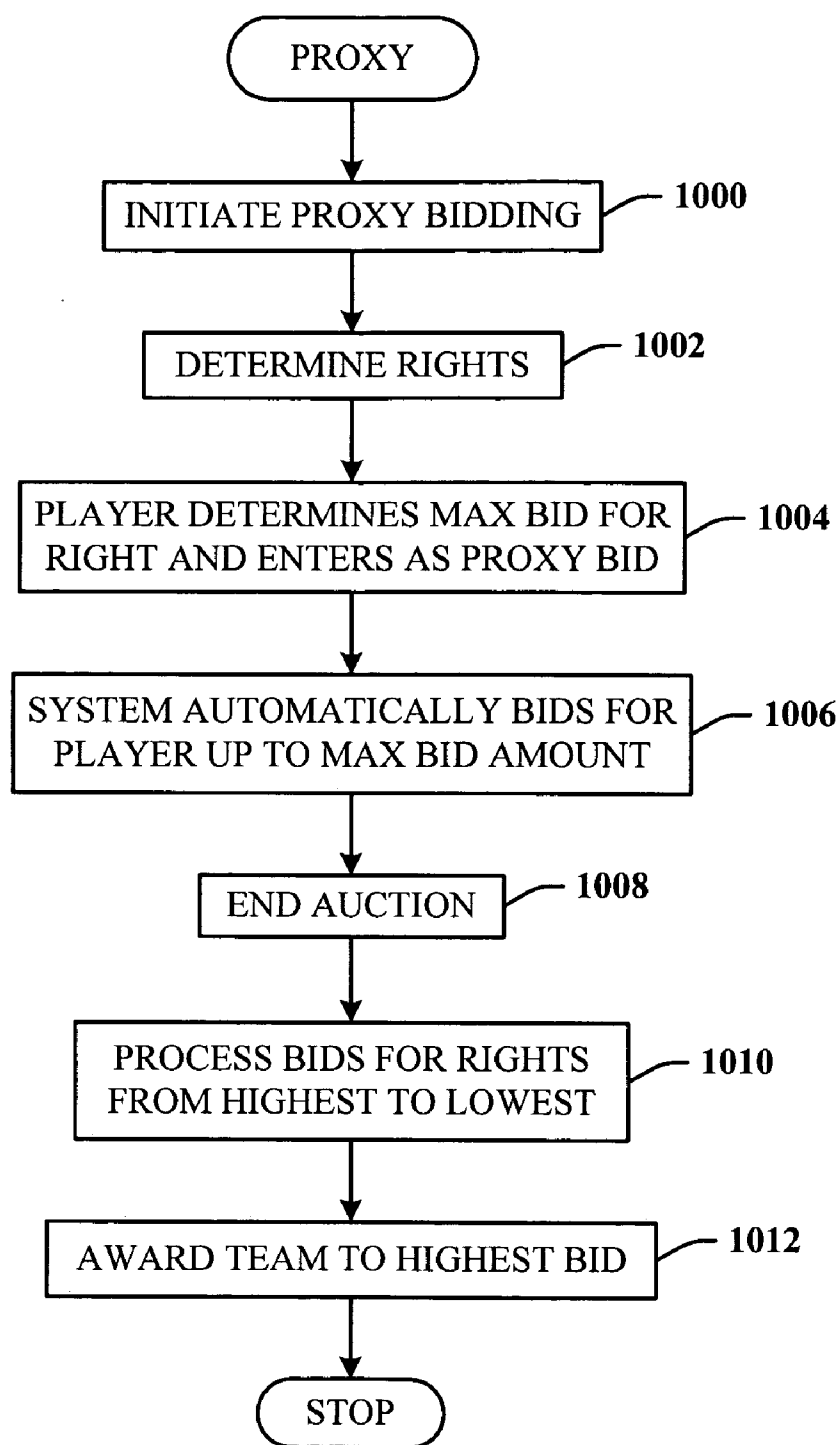 PROXY
INITIATE PROXY BIDDING
1000
DETERMINE RIGHTS
1002
PLAYER DETERMINES MAX BID FOR
RIGHT AND ENTERS AS PROXY BID
1004
SYSTEM AUTOMATICALLY BIDS FOR
PLAYER UP TO MAX BID AMOUNT
1006
END AUCTION
1008
PROCESS BIDS FOR RIGHTS
FROM HIGHEST TO LOWEST
1010
AWARD TEAM TO HIGHEST BID
1012
STOP